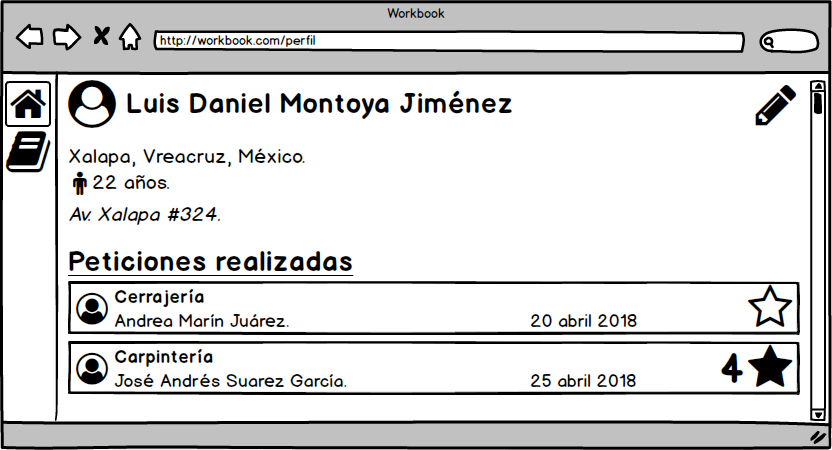 Workbook
http://workbook.com/perfil
Luis Daniel Montoya Jiménez
Xalapa, Vreacruz, México.
22 años.
Av. Xalapa #324.
Peticiones realizadas
Cerrajería
Andrea Marín Juárez. 20 abril 2018
Carpintería
José Andrés Suarez García. 25 abril 2018 4